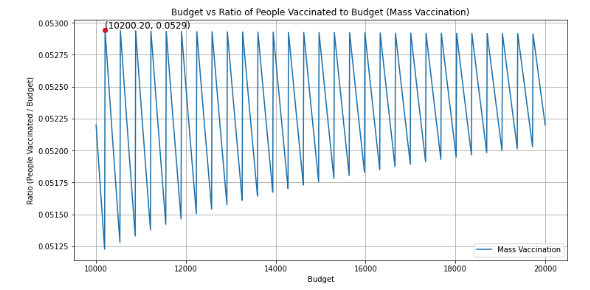 Budget vs Ratio of People Vaccinated to Budget (Mass Vaccination)
(10200.20, 0.0529)
0.05300
0.05275
0.05250
0.05225
0.05200
0.05175
0.05150
0.05125
Ratio (People Vaccinated / Budget)
Mass Vaccination
10000 12000 14000 16000 18000 20000
Budget